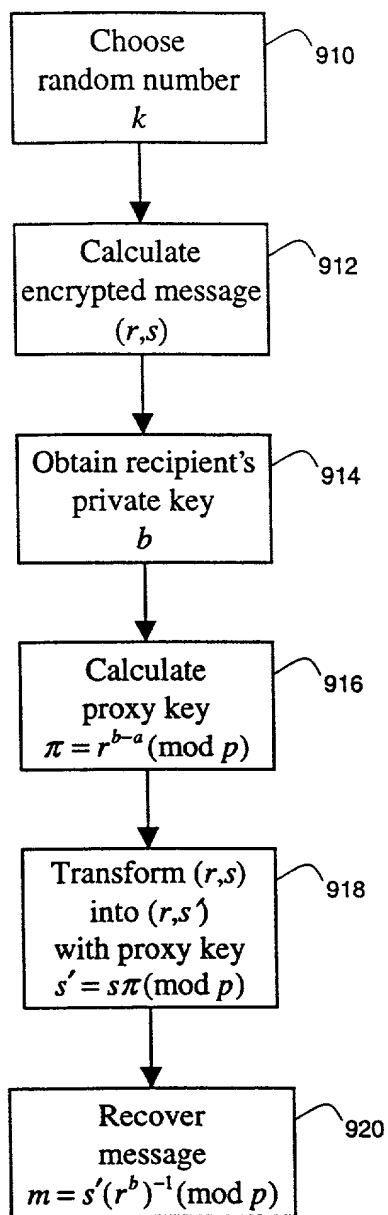 Choose
random number
k
910
Calculate
encrypted message
(r,s)
912
Obtain recipient's
private key
b
914
Calculate
proxy key
π = r^{b−a} (mod p)
916
Transform (r,s)
into (r,s′)
with proxy key
s′ = sπ(mod p)
918
Recover
message
m = s′(r^b)^{−1} (mod p)
920